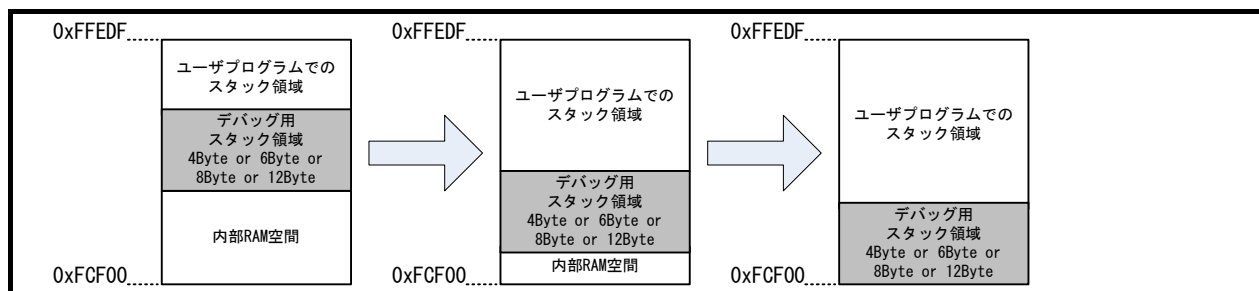 0xFFEDF
ユーザプログラムでの
スタック領域
デバッグ用
スタック領域
4Byte or 6Byte or
8Byte or 12Byte
内部RAM空間
0xFCF00
0xFFEDF
ユーザプログラムでの
スタック領域
デバッグ用
スタック領域
4Byte or 6Byte or
8Byte or 12Byte
内部RAM空間
0xFCF00
0xFFEDF
ユーザプログラムでの
スタック領域
デバッグ用
スタック領域
4Byte or 6Byte or
8Byte or 12Byte
0xFCF00